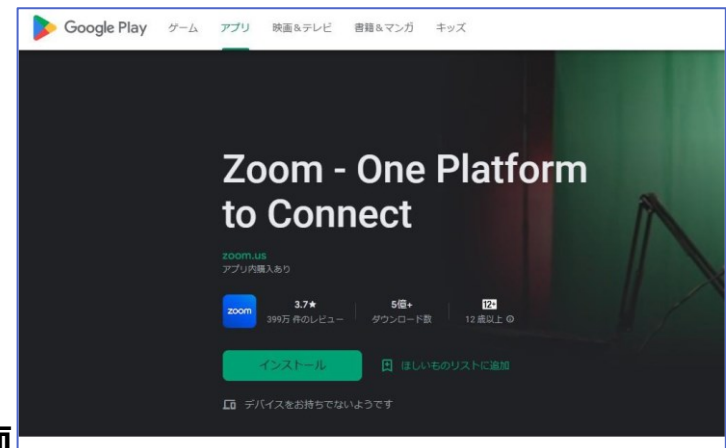 Google Play ゲーム アプリ 映画&テレビ 書籍&マンガ キッズ
Zoom - One Platform
to Connect
zoom.us
アプリ内購入あり
zoom
3.7★ 5億+ 12+
399万 件のレビュー ダウンロード数 12 歳以上
インストール ほしいものリストに追加
デバイスをお持ちでないようです